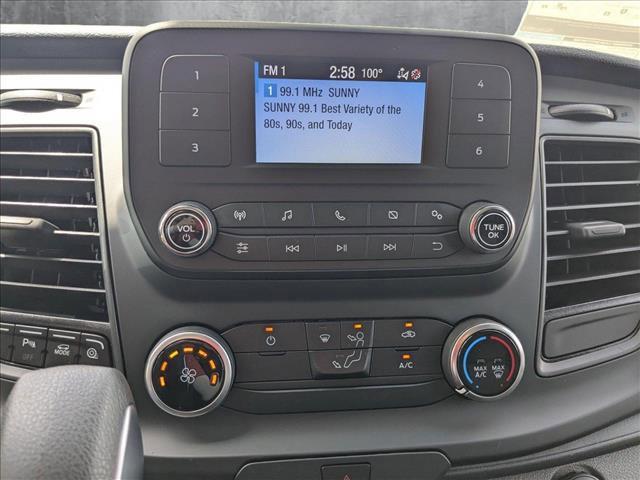 FM 1 2:58 100°
1 99.1 MHz SUNNY
SUNNY 99.1 Best Variety of the
80s, 90s, and Today
1
2
3
4
5
6
VOL
TUNE
OK
OFF
MODE
A/C
MAX
A/C
MAX